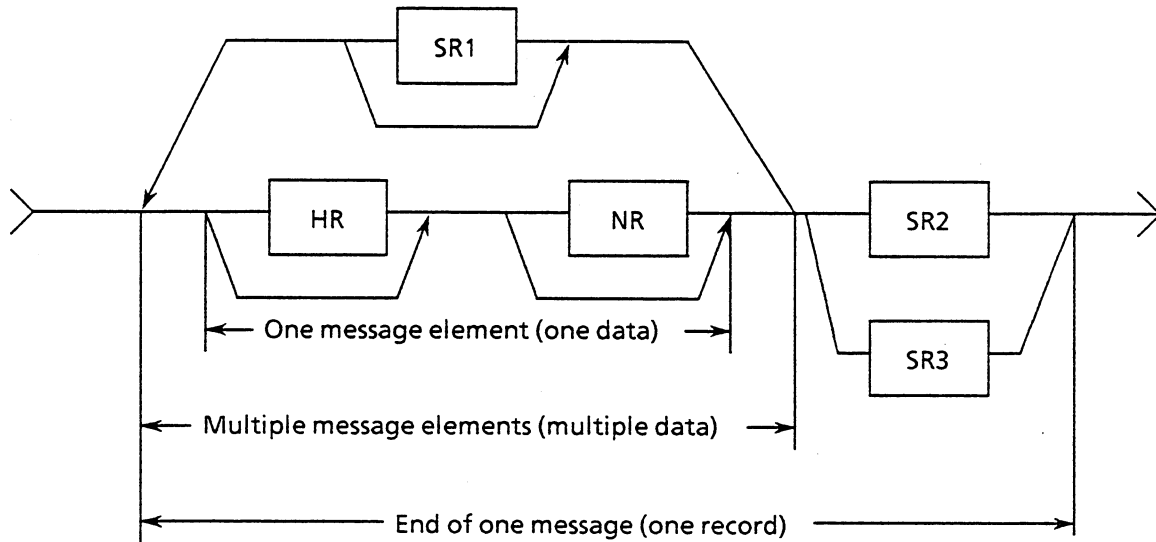 SR1
HR
NR
SR2
One message element (one data)
SR3
Multiple message elements (multiple data)
End of one message (one record)